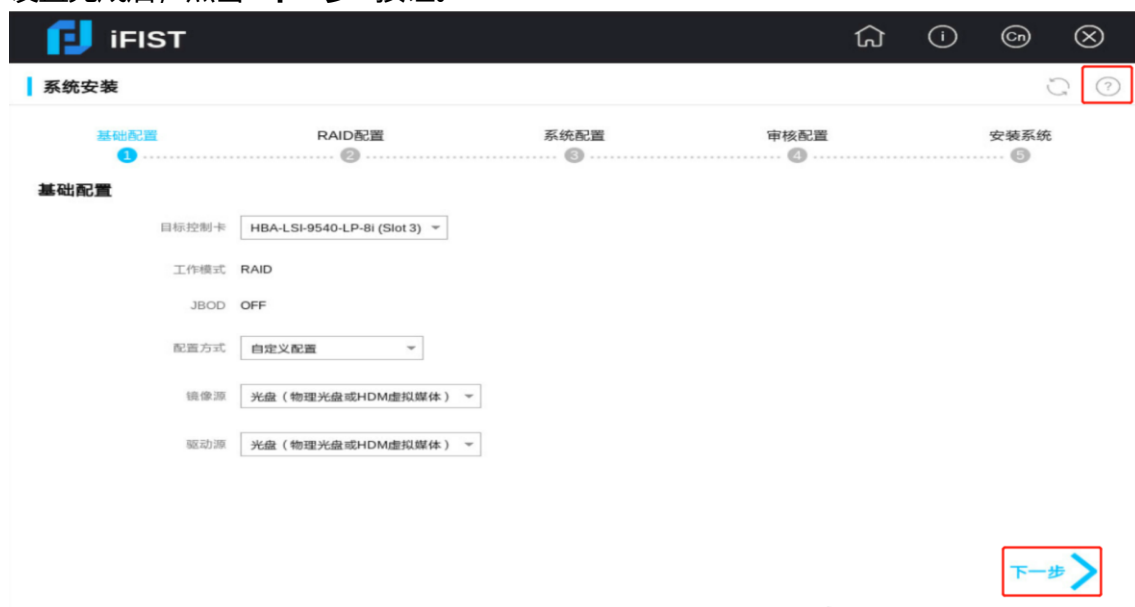 iFIST
Cn
系统安装
基础配置 RAID配置 系统配置 审核配置 安装系统
1 2 3 4 5
基础配置
目标控制卡 HBA-LSI-9540-LP-8i (Slot 3)
工作模式 RAID
JBOD OFF
配置方式 自定义配置
镜像源 光盘（物理光盘或HDM虚拟媒体）
驱动源 光盘（物理光盘或HDM虚拟媒体）
下一步